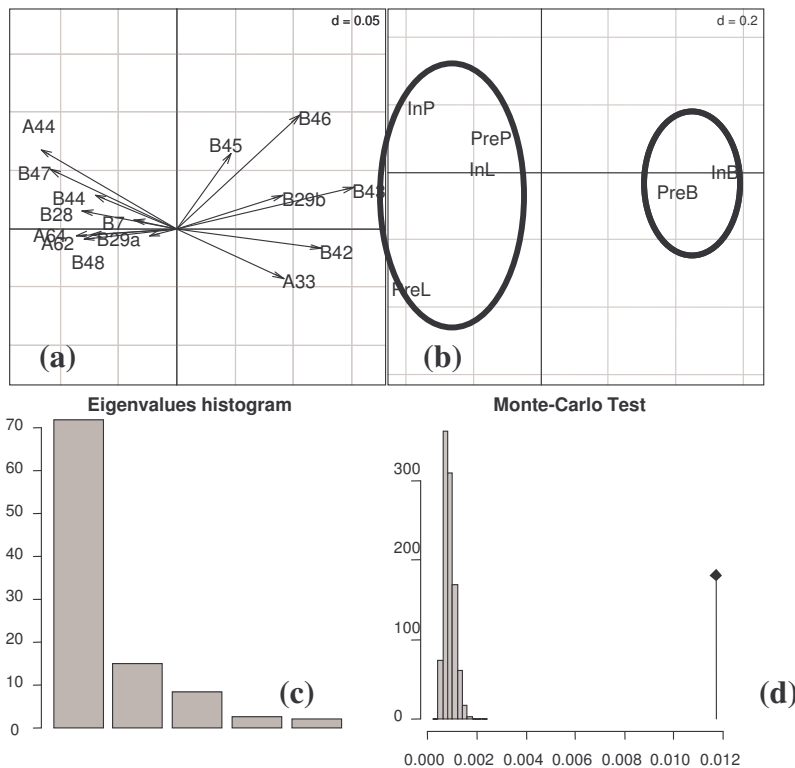 d = 0.05
A44
B46
B45
B47
B43
B44
B29b
B28
B7
A64
A62
B29a
B42
B48
A33
(a)
d = 0.2
InP
PreP
InL
InB
PreB
PreL
(b)
Eigenvalues histogram
70
60
50
40
30
20
10
0
(c)
Monte-Carlo Test
300
200
100
0
0.000 0.002 0.004 0.006 0.008 0.010 0.012
(d)